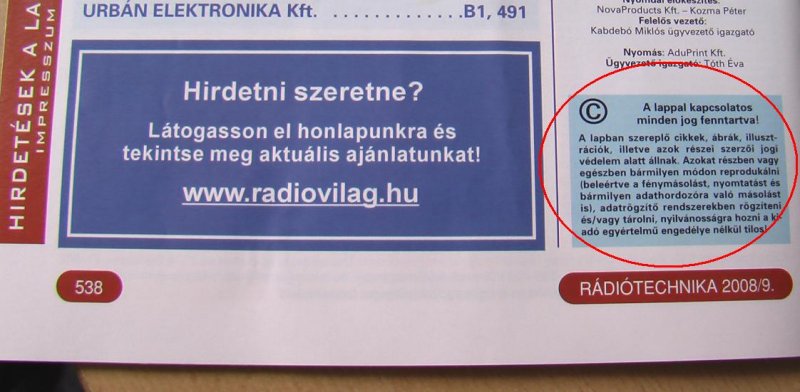 HIRDETÉSEK A LA
IMPRESSZUM
URBÁN ELEKTRONIKA Kft. . . . . . . . . . . . . .B1, 491
Hirdetni szeretne?
Látogasson el honlapunkra és
tekintse meg aktuális ajánlatunkat!
www.radiovilag.hu
538
Nyomdai előkészítés:
NovaProducts Kft. – Kozma Péter
Felelős vezető:
Kabdebó Miklós ügyvezető igazgató
Nyomás: AduPrint Kft.
Ügyvezető igazgató: Tóth Éva
© A lappal kapcsolatos
minden jog fenntartva!
A lapban szereplő cikkek, ábrák, illuszt-
rációk, illetve azok részei szerzői jogi
védelem alatt állnak. Azokat részben vagy
egészben bármilyen módon reprodukálni
(beleértve a fénymásolást, nyomtatást és
bármilyen adathordozóra való másolást
is), adatrögzítő rendszerekben rögzíteni
és/vagy tárolni, nyilvánosságra hozni a ki-
adó egyértelmű engedélye nélkül tilos!
RÁDIÓTECHNIKA 2008/9.